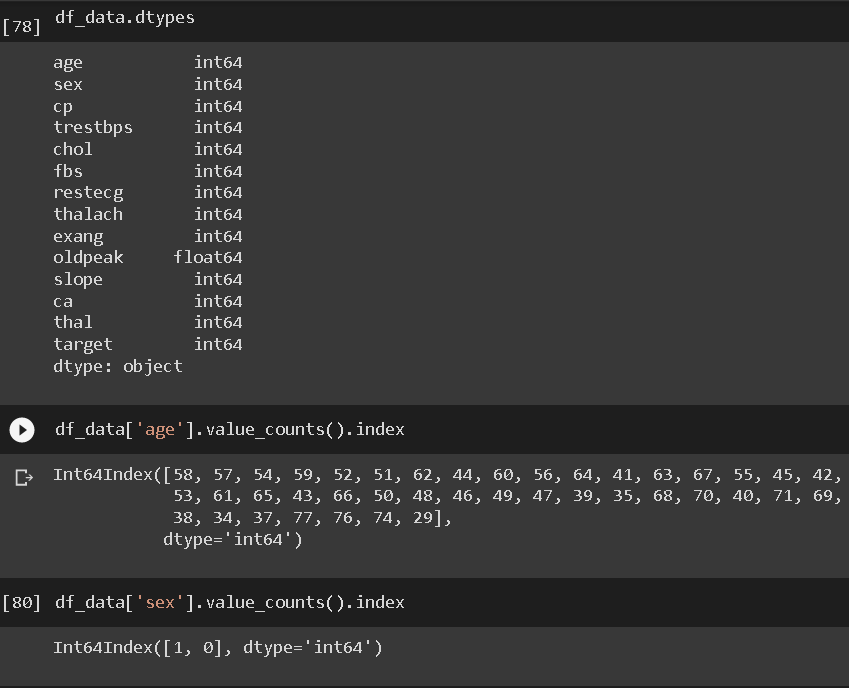 [78] df_data.dtypes
age int64
sex int64
cp int64
trestbps int64
chol int64
fbs int64
restecg int64
thalach int64
exang int64
oldpeak float64
slope int64
ca int64
thal int64
target int64
dtype: object
df_data['age'].value_counts().index
Int64Index([58, 57, 54, 59, 52, 51, 62, 44, 60, 56, 64, 41, 63, 67, 55, 45, 42,
53, 61, 65, 43, 66, 50, 48, 46, 49, 47, 39, 35, 68, 70, 40, 71, 69,
38, 34, 37, 77, 76, 74, 29],
dtype='int64')
[80] df_data['sex'].value_counts().index
Int64Index([1, 0], dtype='int64')